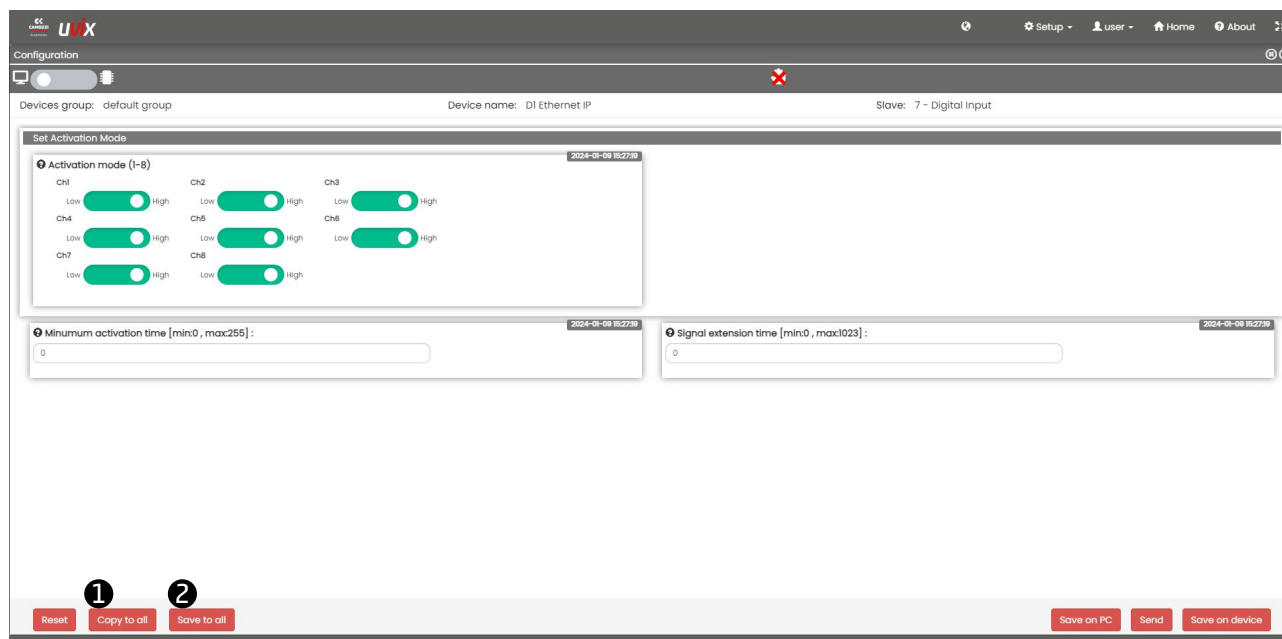 CAMOZZI UVIX Setup user Home About
Configuration
Devices group: default group Device name: D1 Ethernet IP Slave: 7 - Digital Input
Set Activation Mode
2024-01-09 15:27:19
Activation mode (1-8)
Ch1 Ch2 Ch3
Low High Low High Low High
Ch4 Ch5 Ch6
Low High Low High Low High
Ch7 Ch8
Low High Low High
2024-01-09 15:27:19 2024-01-09 15:27:19
Minumum activation time [min:0 , max:255] : Signal extension time [min:0 , max:1023] :
0 0
1 2
Reset Copy to all Save to all Save on PC Send Save on device